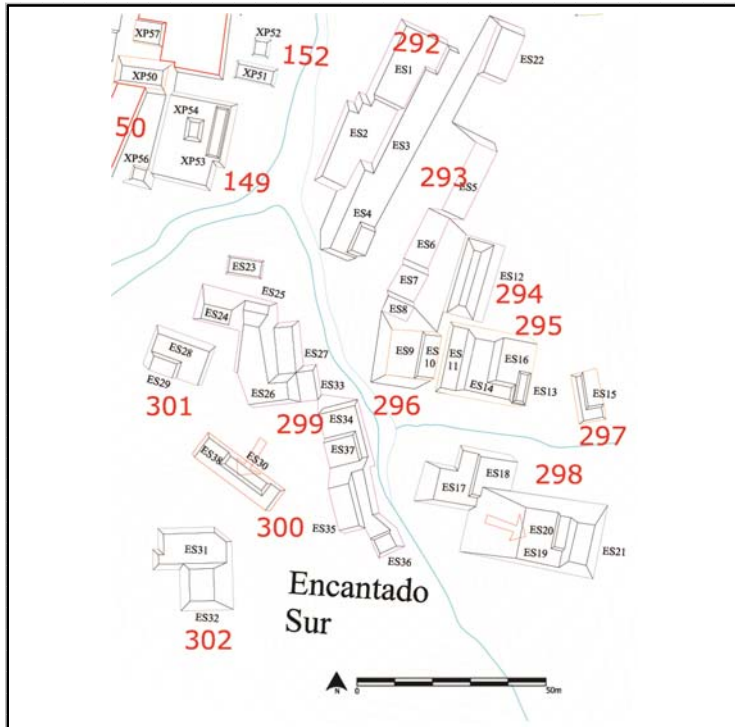 XP57
XP52
152
XP50
XP51
XP54
50
XP53
XP56
149
292
ES1
ES22
ES2
ES3
293
ES5
ES4
ES6
ES7
ES12
294
ES8
295
ES9
ES
10
ES
11
ES16
ES14
ES13
ES15
297
ES23
ES25
ES24
ES27
ES28
ES29
301
ES26
ES33
299
296
ES34
ES37
ES38
ES30
300
ES35
ES36
ES17
ES18
298
ES20
ES19
ES21
ES31
ES32
302
Encantado
Sur
N
0
50m